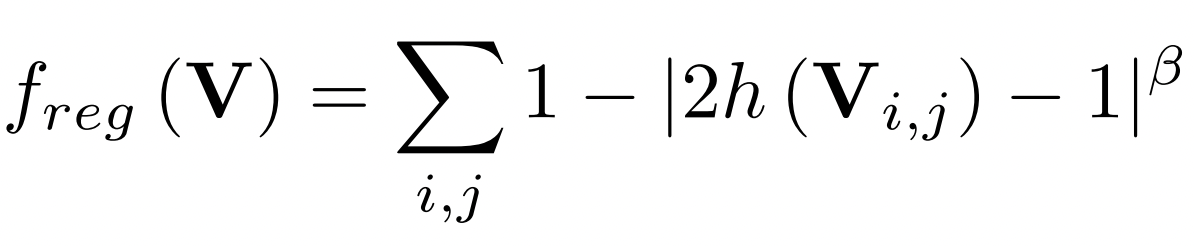 f_{reg}(\mathbf{V}) = \sum_{i,j} 1 - |2h(\mathbf{V}_{i,j}) - 1|^{\beta}